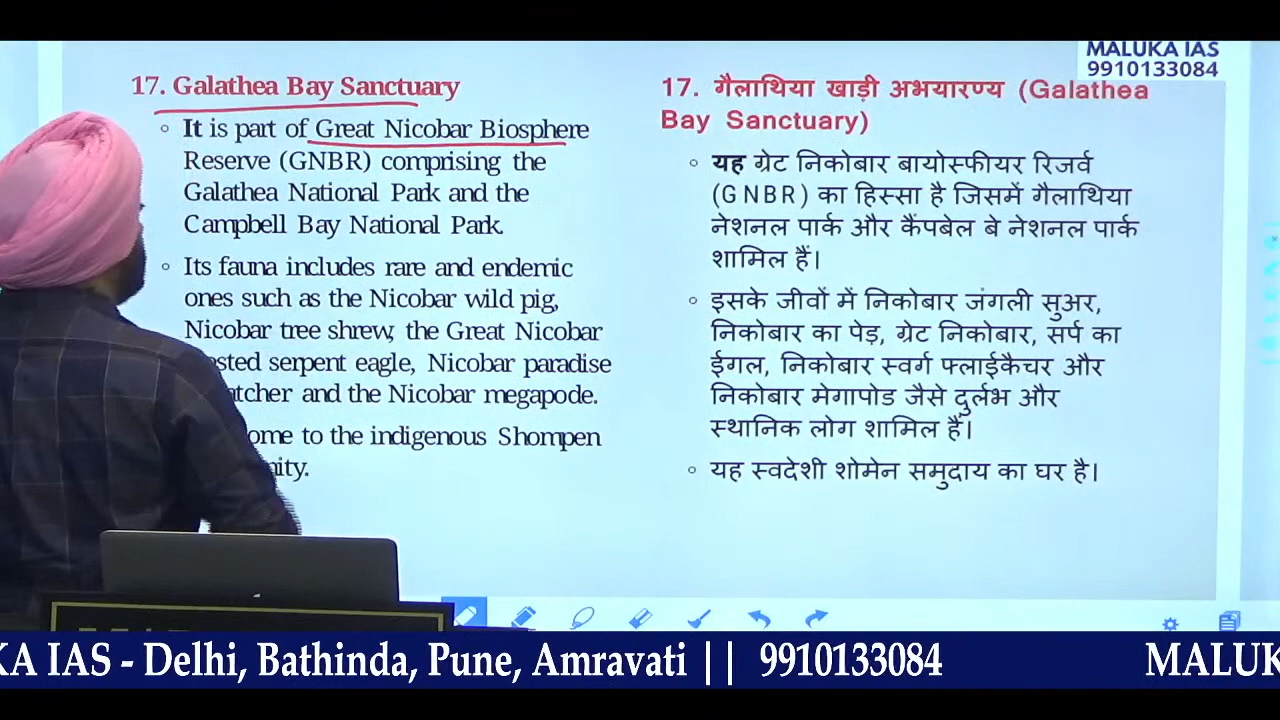 MALUKA IAS
9910133084
17. Galathea Bay Sanctuary
It is part of Great Nicobar Biosphere
Reserve (GNBR) comprising the
Galathea National Park and the
Campbell Bay National Park.
Its fauna includes rare and endemic
ones such as the Nicobar wild pig,
Nicobar tree shrew, the Great Nicobar
serpent eagle, Nicobar paradise
and the Nicobar megapode.
to the indigenous Shompen
17. गैलाथिया खाड़ी अभयारण्य (Galathea
Bay Sanctuary)
यह ग्रेट निकोबार बायोस्फीयर रिजर्व
(GNBR) का हिस्सा है जिसमें गैलाथिया
नेशनल पार्क और कैंपबेल बे नेशनल पार्क
शामिल हैं।
इसके जीवों में निकोबार जंगली सुअर,
निकोबार का पेड़, ग्रेट निकोबार, सर्प का
ईगल, निकोबार स्वर्ग फ्लाईकैचर और
निकोबार मेगापोड जैसे दुर्लभ और
स्थानिक लोग शामिल हैं।
यह स्वदेशी शोमेन समुदाय का घर है।
KA IAS - Delhi, Bathinda, Pune, Amravati || 9910133084 MALUK